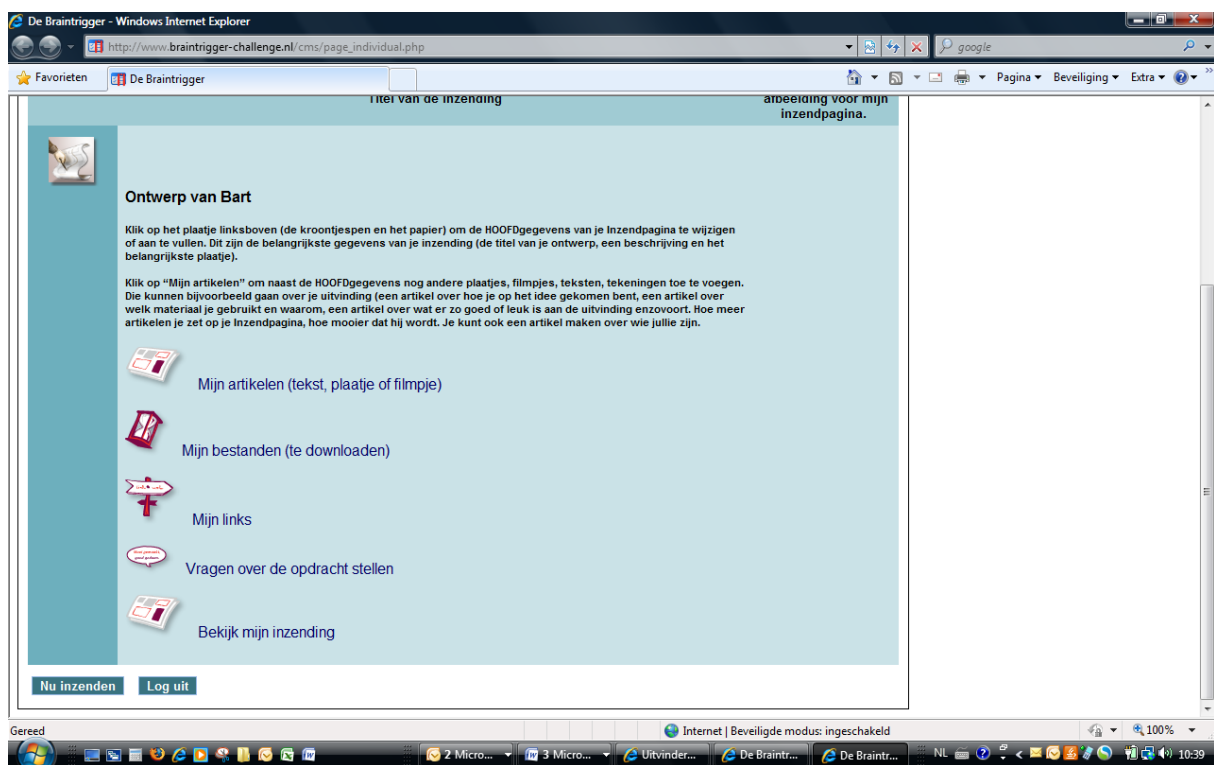 De Braintrigger - Windows Internet Explorer
http://www.braintrigger-challenge.nl/cms/page_individual.php
google
Favorieten
De Braintrigger
Pagina
Beveiliging
Extra
Titel van de inzending
afbeelding voor mijn
inzendpagina.
Ontwerp van Bart
Klik op het plaatje linksboven (de kroontjespen en het papier) om de HOOFDgegevens van je Inzendpagina te wijzigen
of aan te vullen. Dit zijn de belangrijkste gegevens van je inzending (de titel van je ontwerp, een beschrijving en het
belangrijkste plaatje).
Klik op “Mijn artikelen” om naast de HOOFDgegevens nog andere plaatjes, filmpjes, teksten, tekeningen toe te voegen.
Die kunnen bijvoorbeeld gaan over je uitvinding (een artikel over hoe je op het idee gekomen bent, een artikel over
welk materiaal je gebruikt en waarom, een artikel over wat er zo goed of leuk is aan de uitvinding enzovoort. Hoe meer
artikelen je zet op je Inzendpagina, hoe mooier dat hij wordt. Je kunt ook een artikel maken over wie jullie zijn.
Mijn artikelen (tekst, plaatje of filmpje)
Mijn bestanden (te downloaden)
Mijn links
Vragen over de opdracht stellen
Bekijk mijn inzending
Nu inzenden
Log uit
Gereed
Internet | Beveiligde modus: ingeschakeld
100%
2 Micro...
3 Micro...
Uitvinder...
De Braintr...
De Braintr...
NL
10:39